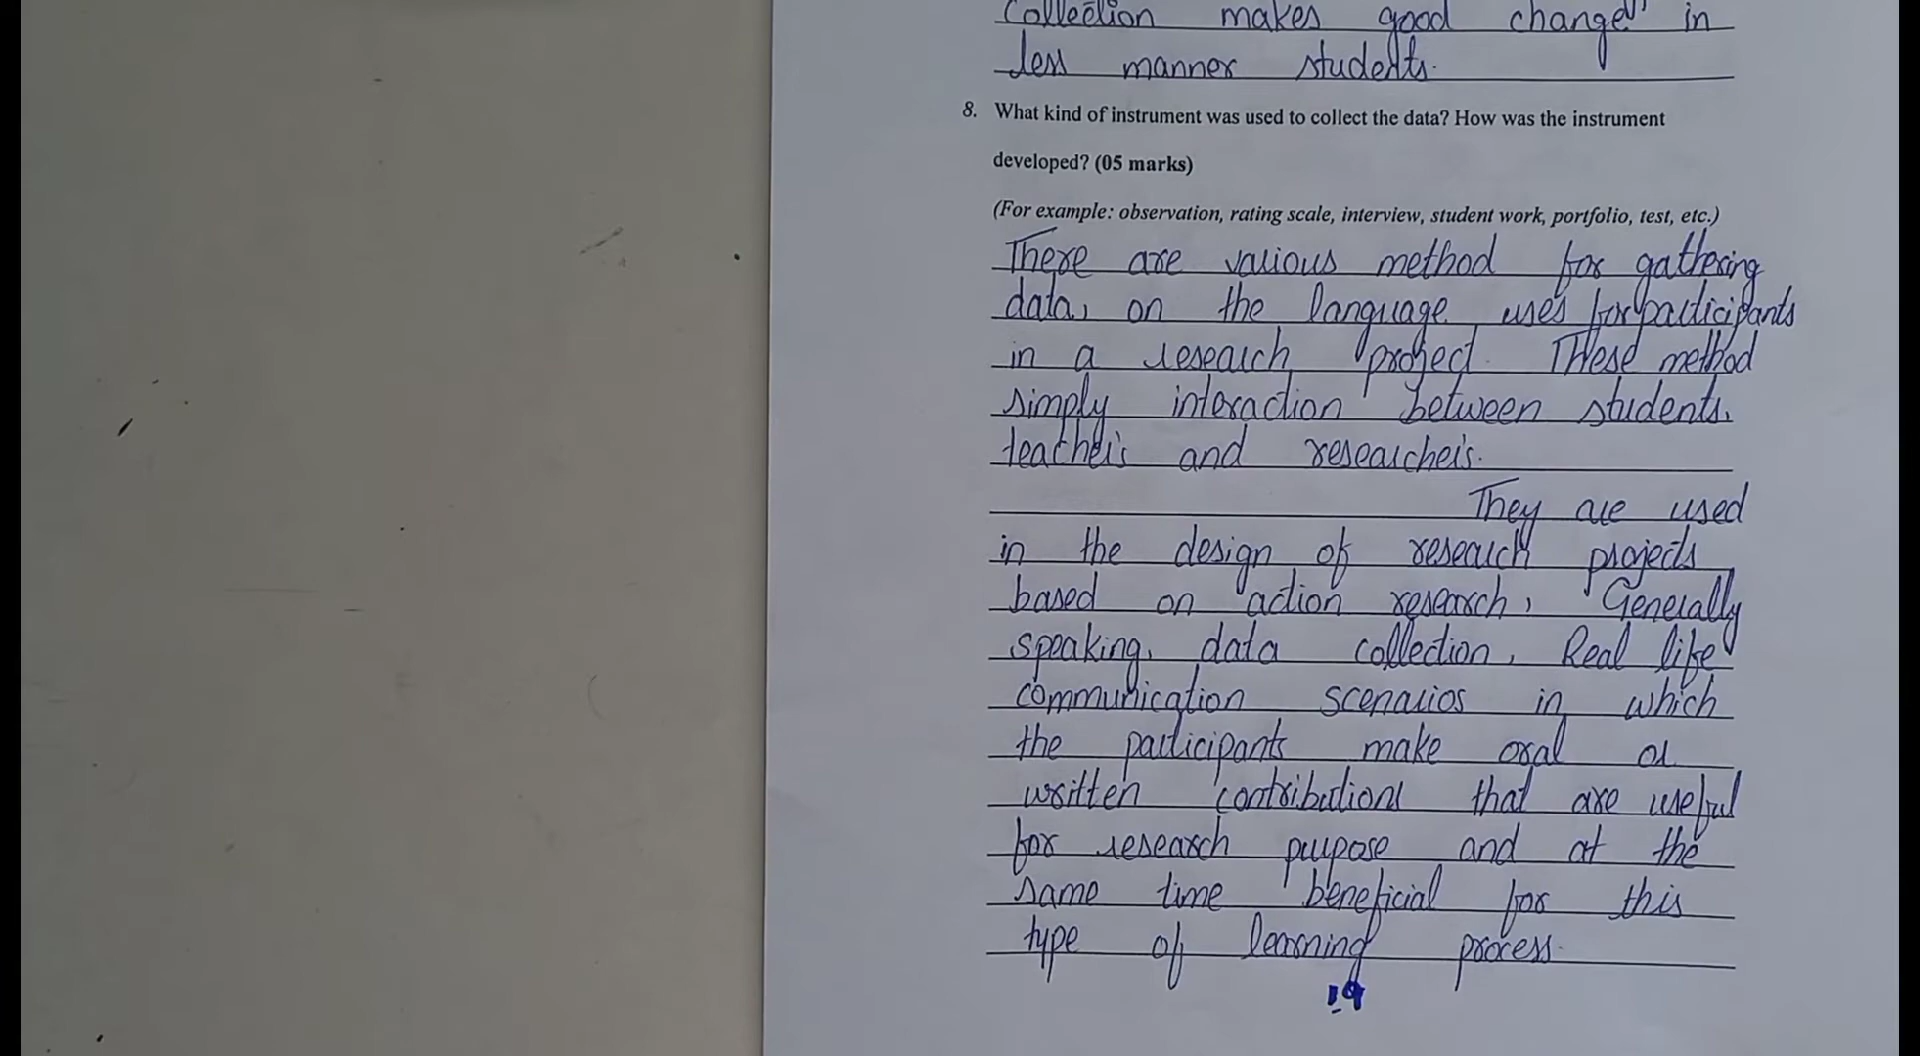 Collection makes good change in
less manner students.
8. What kind of instrument was used to collect the data? How was the instrument
developed? (05 marks)
(For example: observation, rating scale, interview, student work, portfolio, test, etc.)
There are various method for gathering
data, on the language uses for participants
in a research project. These method
simply interaction between students,
teacher's and researcher's.
They are used
in the design of research projects
based on action research, Generally
speaking, data collection, Real life
communication scenarios in which
the participants make oral or
written contributions that are useful
for research purpose and at the
same time beneficial for this
type of learning process.
19